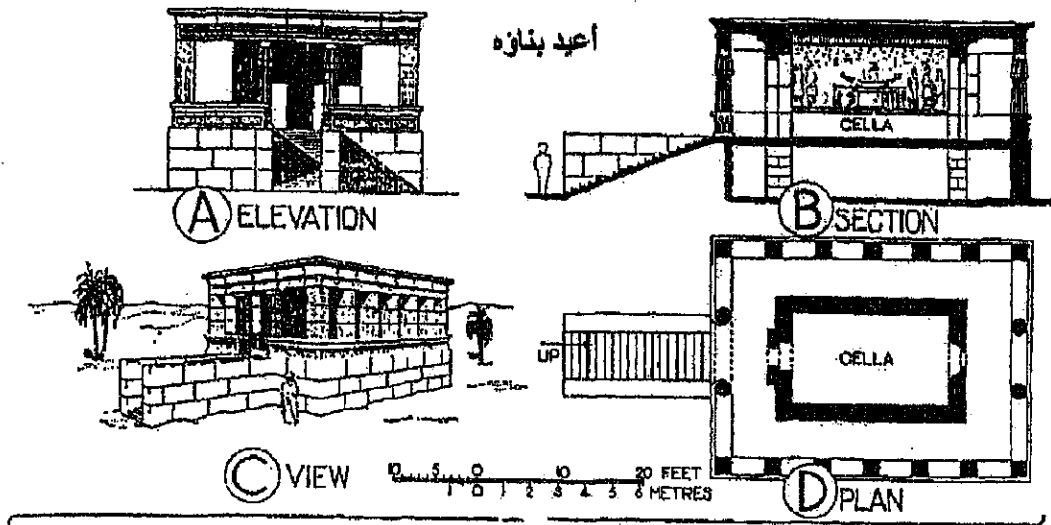 أعيد بناؤه
CELLA
A ELEVATION
B SECTION
UP
CELLA
C VIEW
10 5 0 10 20 FEET
1 0 1 2 3 4 5 6 METRES
D PLAN